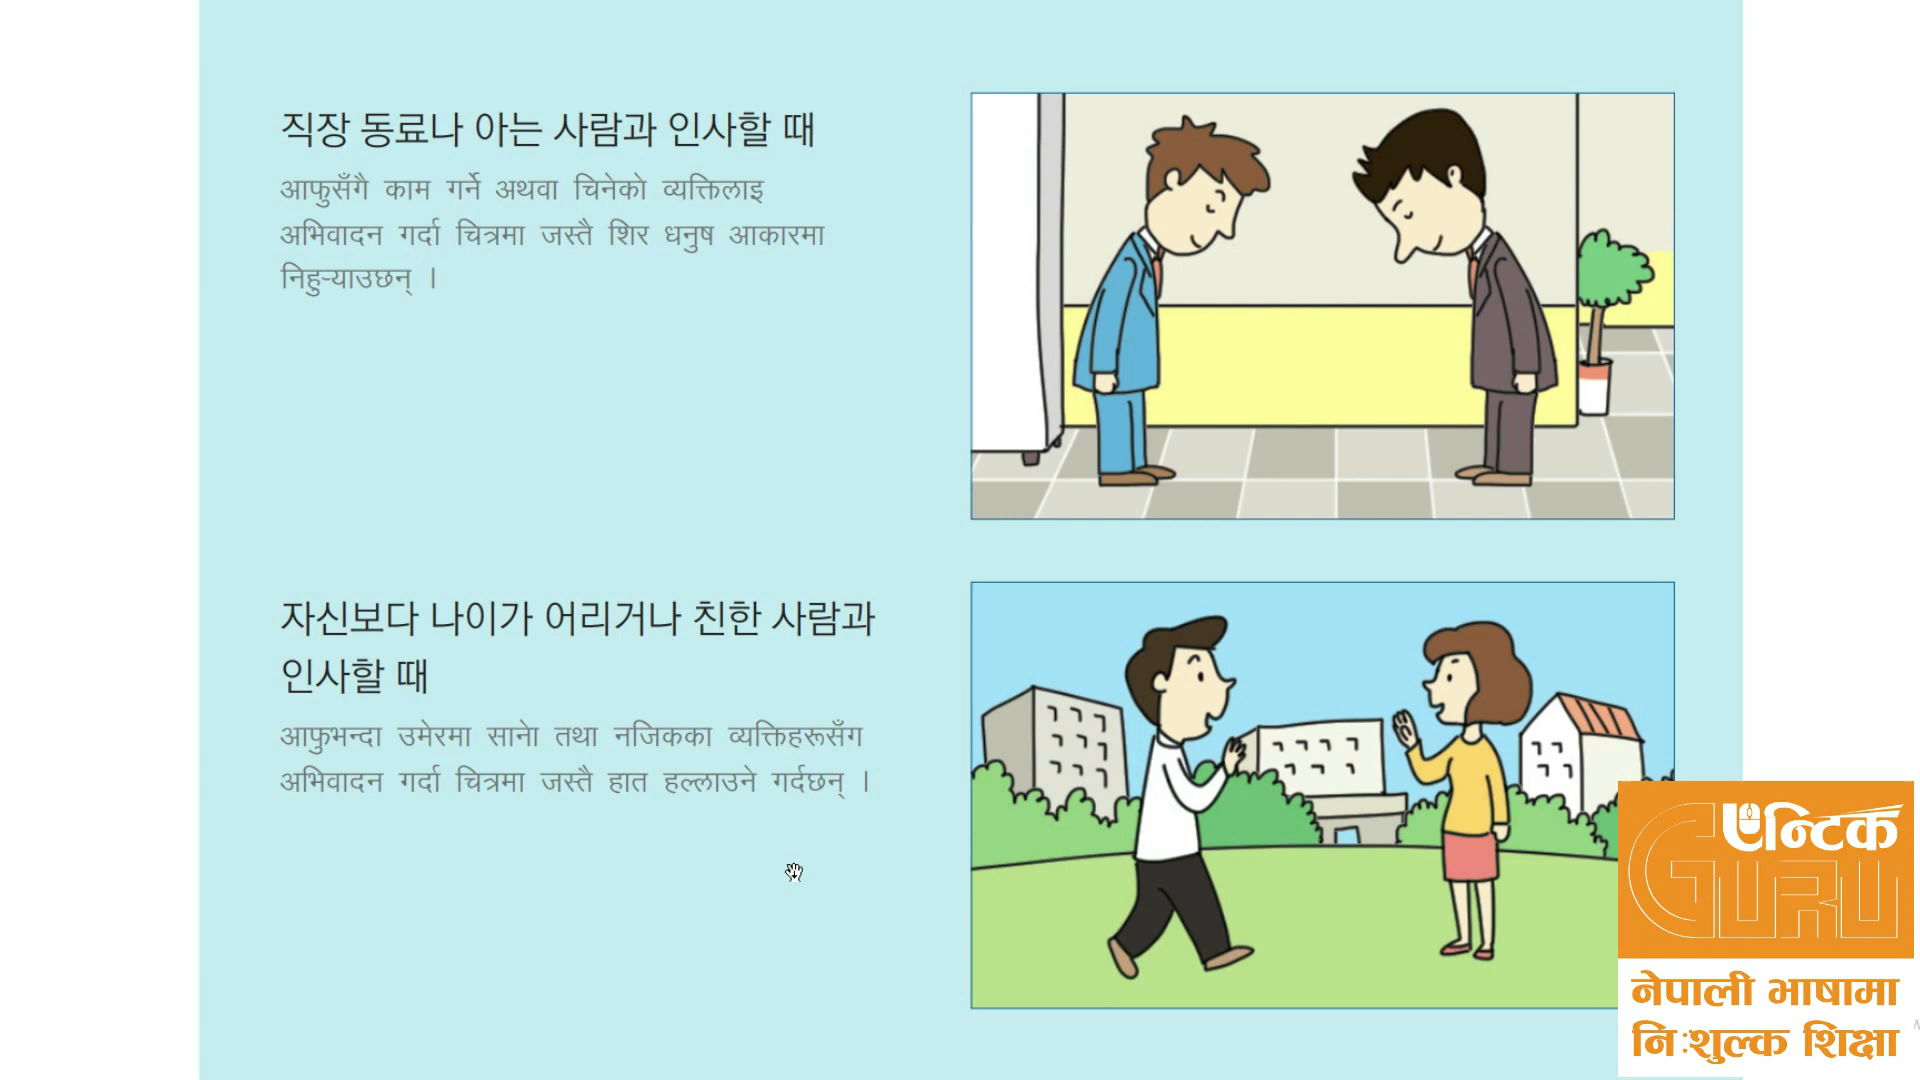 직장 동료나 아는 사람과 인사할 때
आफुसँगै काम गर्ने अथवा चिनेको व्यक्तिलाइ
अभिवादन गर्दा चित्रमा जस्तै शिर धनुष आकारमा
निहुऱ्याउछन् ।
자신보다 나이가 어리거나 친한 사람과
인사할 때
आफुभन्दा उमेरमा सानो तथा नजिकका व्यक्तिहरूसँग
अभिवादन गर्दा चित्रमा जस्तै हात हल्लाउने गर्दछन् ।
एन्टिक
GURU
नेपाली भाषामा
नि:शुल्क शिक्षा